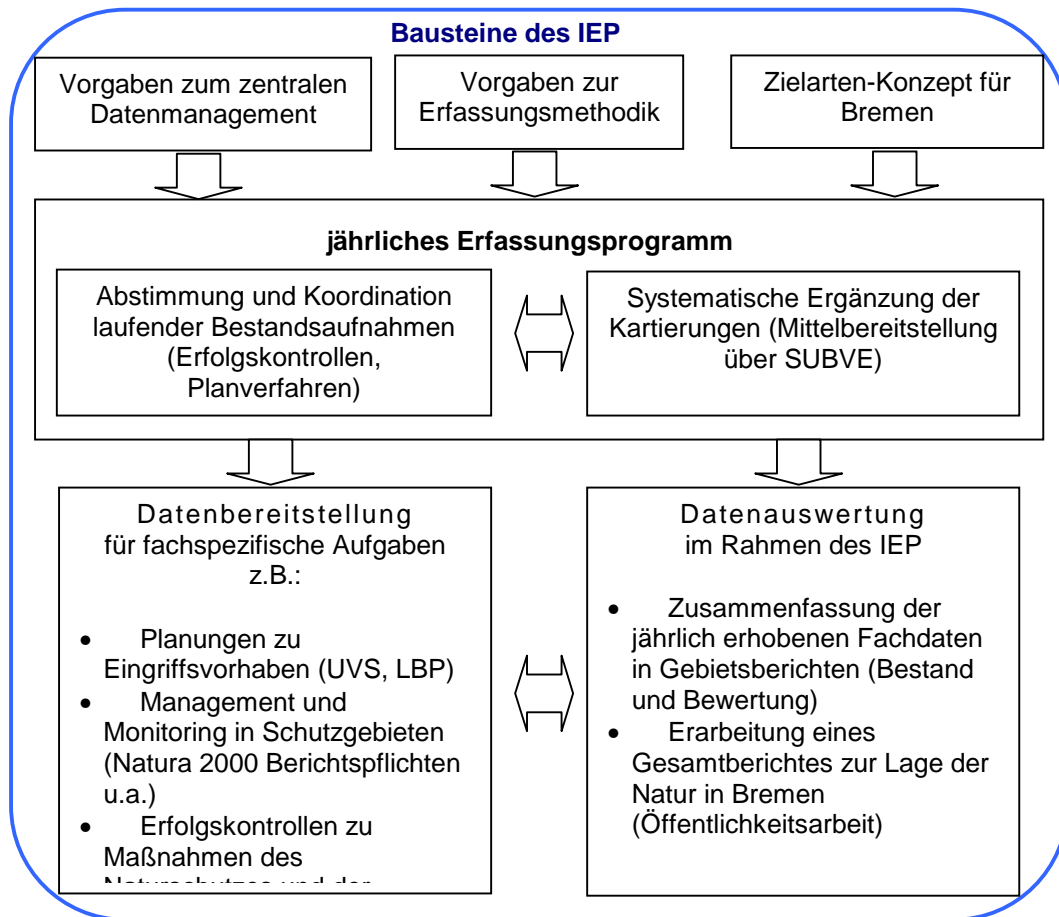 Bausteine des IEP
Vorgaben zum zentralen
Datenmanagement
Vorgaben zur
Erfassungsmethodik
Zielarten-Konzept für
Bremen
jährliches Erfassungsprogramm
Abstimmung und Koordination
laufender Bestandsaufnahmen
(Erfolgskontrollen,
Planverfahren)
Systematische Ergänzung der
Kartierungen (Mittelbereitstellung
über SUBVE)
Datenbereitstellung
für fachspezifische Aufgaben
z.B.:
• Planungen zu
Eingriffsvorhaben (UVS, LBP)
• Management und
Monitoring in Schutzgebieten
(Natura 2000 Berichtspflichten
u.a.)
• Erfolgskontrollen zu
Maßnahmen des
Naturschutzes und der
Datenauswertung
im Rahmen des IEP
• Zusammenfassung der
jährlich erhobenen Fachdaten
in Gebietsberichten (Bestand
und Bewertung)
• Erarbeitung eines
Gesamtberichtes zur Lage der
Natur in Bremen
(Öffentlichkeitsarbeit)